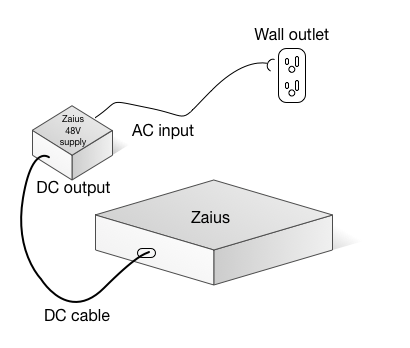 Wall outlet
Zaius
48V
supply
AC input
DC output
Zaius
DC cable